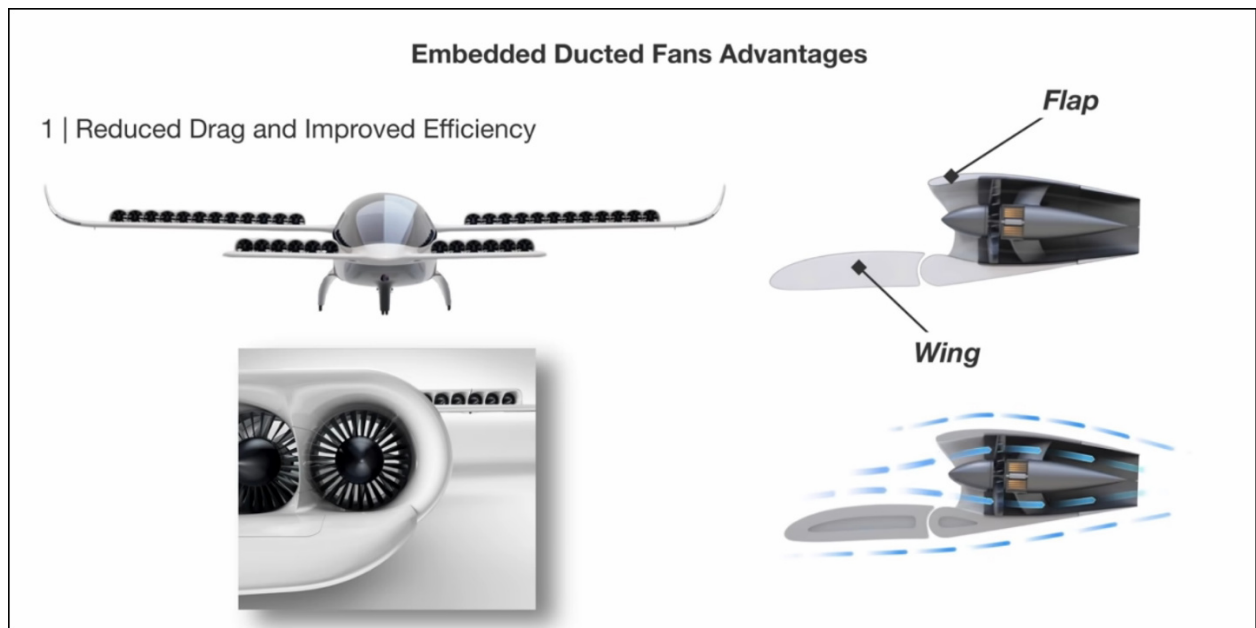 Embedded Ducted Fans Advantages
1 | Reduced Drag and Improved Efficiency
Flap
Wing